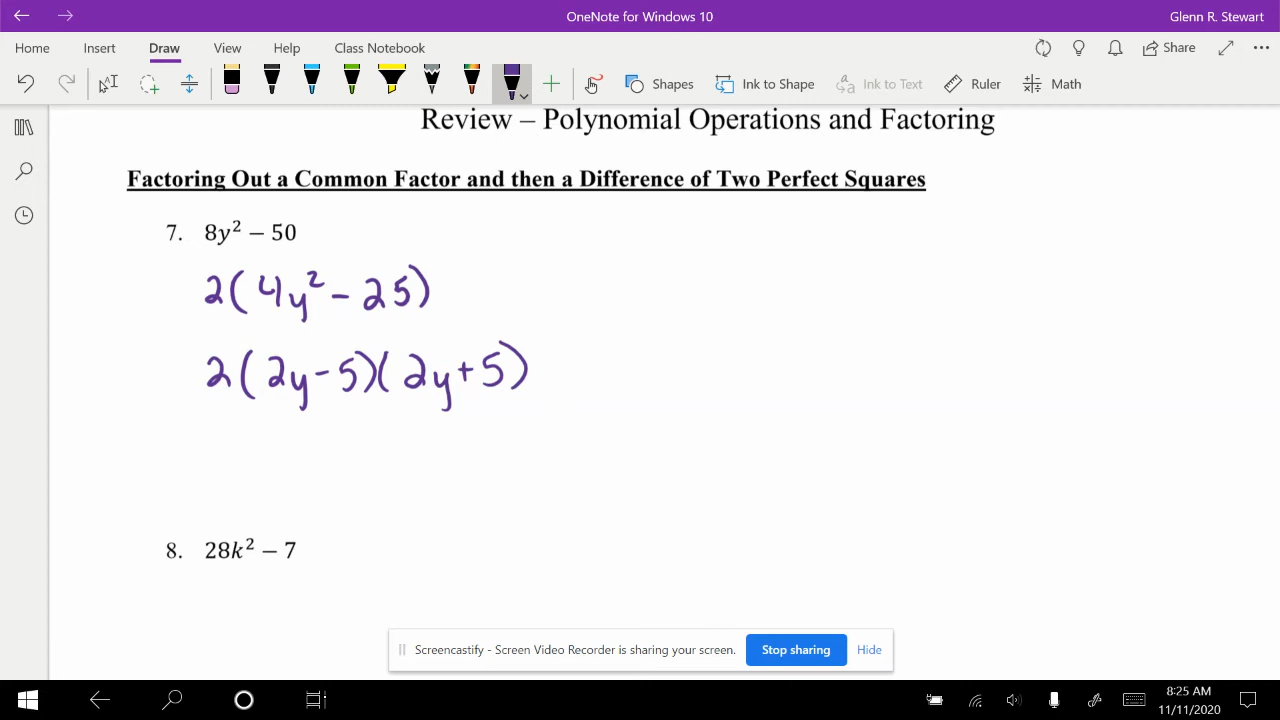 OneNote for Windows 10
Glenn R. Stewart
Home Insert Draw View Help Class Notebook Share
Shapes Ink to Shape Ink to Text Ruler Math
Review – Polynomial Operations and Factoring
Factoring Out a Common Factor and then a Difference of Two Perfect Squares
7. 8y² – 50
2(4y² - 25)
2(2y-5)(2y+5)
8. 28k² – 7
Screencastify - Screen Video Recorder is sharing your screen. Stop sharing Hide
8:25 AM
11/11/2020